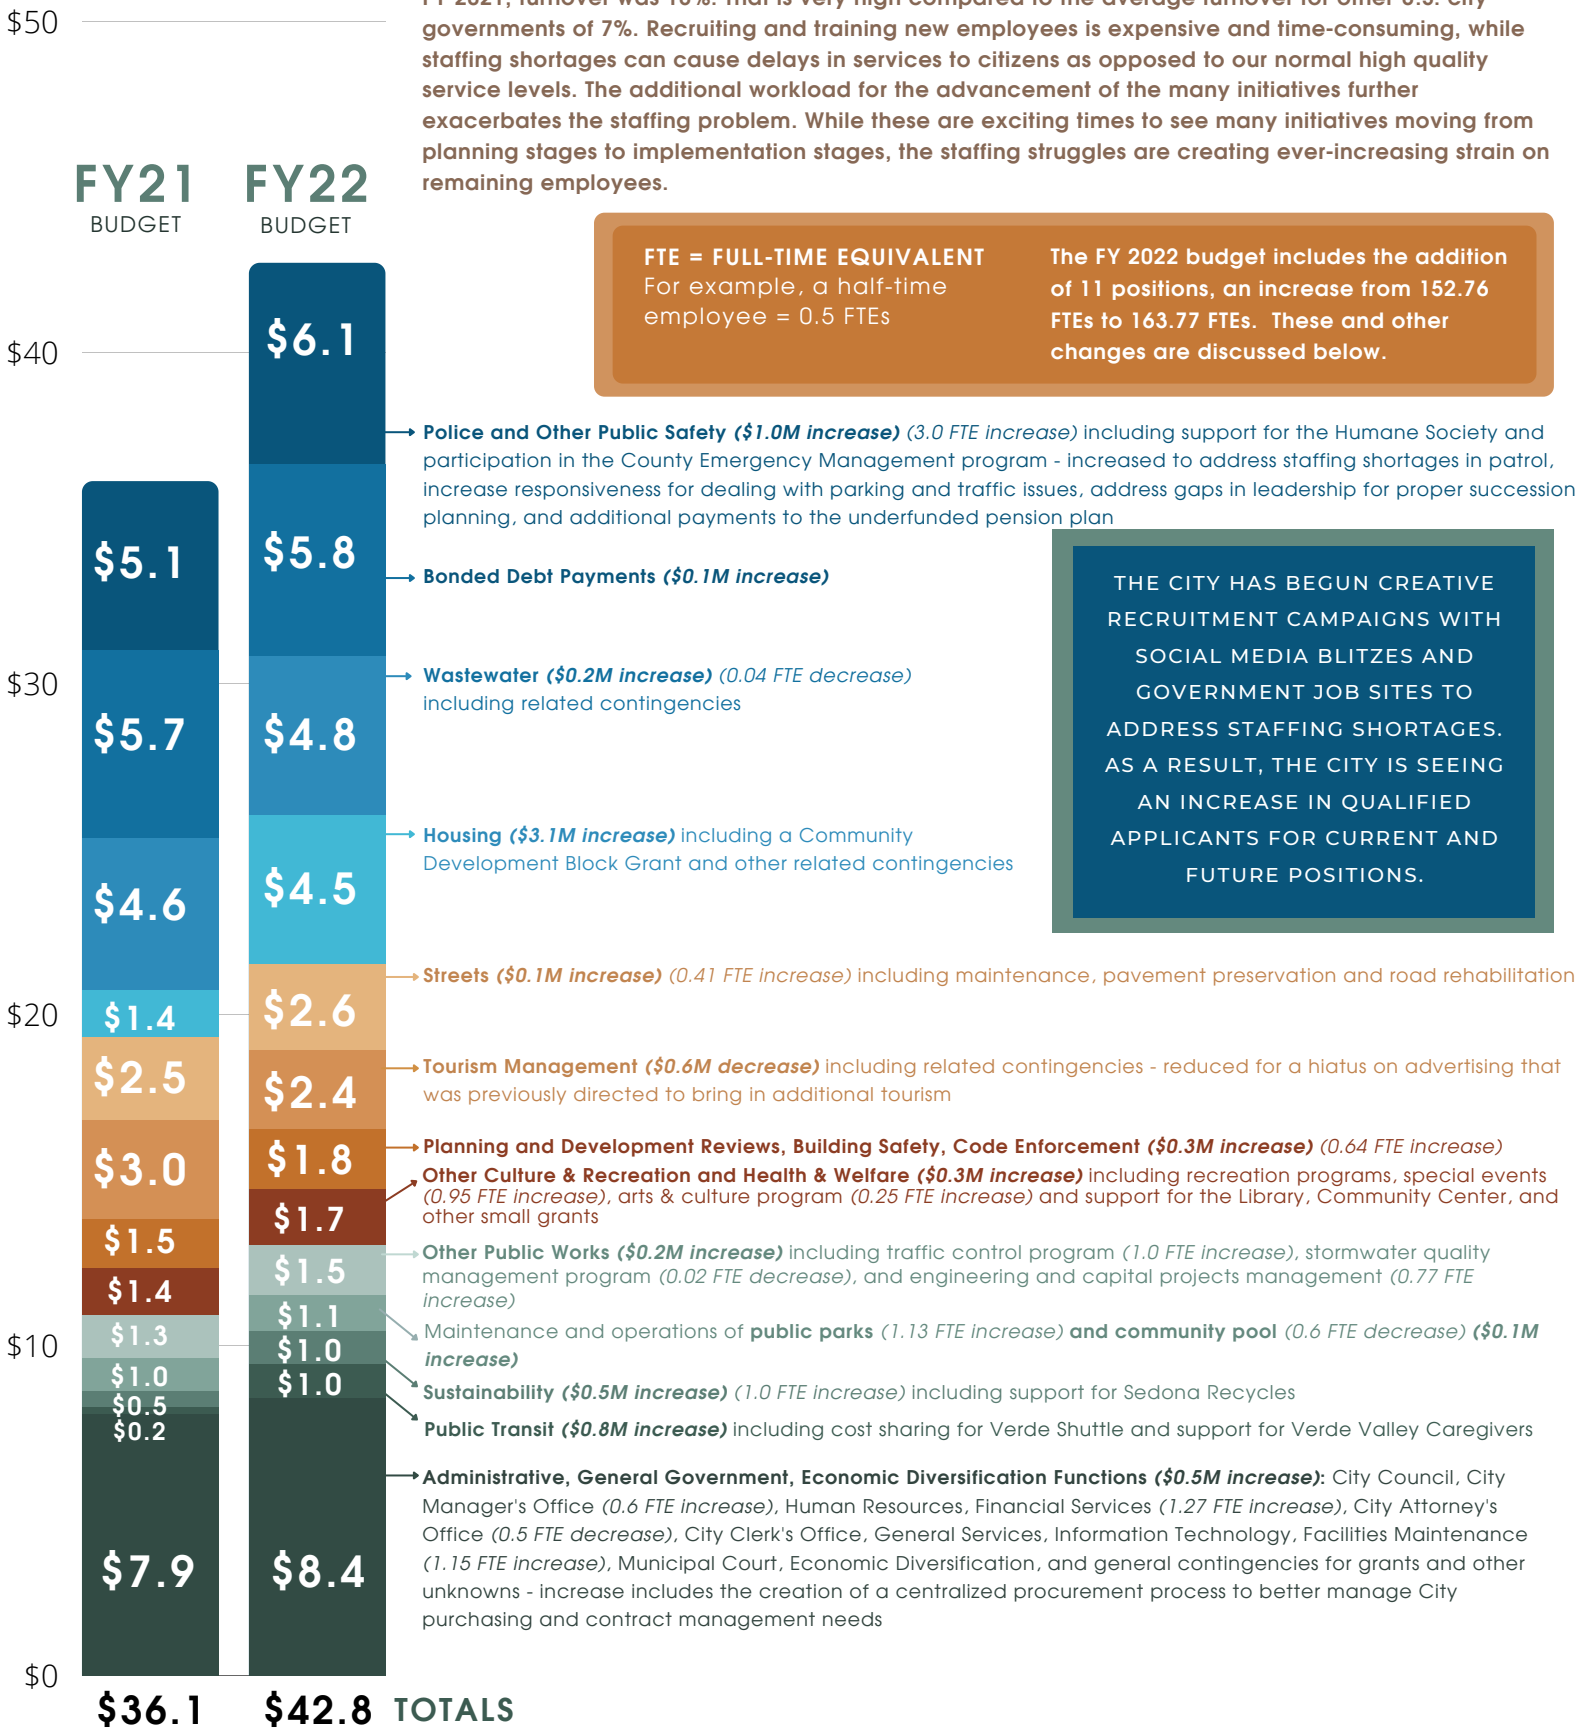 FY 2021, turnover was 16%. That is very high compared to the average turnover for other U.S. city
governments of 7%. Recruiting and training new employees is expensive and time-consuming, while
staffing shortages can cause delays in services to citizens as opposed to our normal high quality
service levels. The additional workload for the advancement of the many initiatives further
exacerbates the staffing problem. While these are exciting times to see many initiatives moving from
planning stages to implementation stages, the staffing struggles are creating ever-increasing strain on
remaining employees.
$50
$40
$30
$20
$10
$0
FY21
BUDGET
FY22
BUDGET
FTE = FULL-TIME EQUIVALENT
For example, a half-time
employee = 0.5 FTEs
The FY 2022 budget includes the addition
of 11 positions, an increase from 152.76
FTEs to 163.77 FTEs. These and other
changes are discussed below.
$5.1
$5.7
$4.6
$1.4
$2.5
$3.0
$1.5
$1.4
$1.3
$1.0
$0.5
$0.2
$7.9
$36.1
$6.1
$5.8
$4.8
$4.5
$2.6
$2.4
$1.8
$1.7
$1.5
$1.1
$1.0
$1.0
$8.4
$42.8
TOTALS
Police and Other Public Safety ($1.0M increase) (3.0 FTE increase) including support for the Humane Society and
participation in the County Emergency Management program - increased to address staffing shortages in patrol,
increase responsiveness for dealing with parking and traffic issues, address gaps in leadership for proper succession
planning, and additional payments to the underfunded pension plan
Bonded Debt Payments ($0.1M increase)
Wastewater ($0.2M increase) (0.04 FTE decrease)
including related contingencies
Housing ($3.1M increase) including a Community
Development Block Grant and other related contingencies
THE CITY HAS BEGUN CREATIVE
RECRUITMENT CAMPAIGNS WITH
SOCIAL MEDIA BLITZES AND
GOVERNMENT JOB SITES TO
ADDRESS STAFFING SHORTAGES.
AS A RESULT, THE CITY IS SEEING
AN INCREASE IN QUALIFIED
APPLICANTS FOR CURRENT AND
FUTURE POSITIONS.
Streets ($0.1M increase) (0.41 FTE increase) including maintenance, pavement preservation and road rehabilitation
Tourism Management ($0.6M decrease) including related contingencies - reduced for a hiatus on advertising that
was previously directed to bring in additional tourism
Planning and Development Reviews, Building Safety, Code Enforcement ($0.3M increase) (0.64 FTE increase)
Other Culture & Recreation and Health & Welfare ($0.3M increase) including recreation programs, special events
(0.95 FTE increase), arts & culture program (0.25 FTE increase) and support for the Library, Community Center, and
other small grants
Other Public Works ($0.2M increase) including traffic control program (1.0 FTE increase), stormwater quality
management program (0.02 FTE decrease), and engineering and capital projects management (0.77 FTE
increase)
Maintenance and operations of public parks (1.13 FTE increase) and community pool (0.6 FTE decrease) ($0.1M
increase)
Sustainability ($0.5M increase) (1.0 FTE increase) including support for Sedona Recycles
Public Transit ($0.8M increase) including cost sharing for Verde Shuttle and support for Verde Valley Caregivers
Administrative, General Government, Economic Diversification Functions ($0.5M increase): City Council, City
Manager's Office (0.6 FTE increase), Human Resources, Financial Services (1.27 FTE increase), City Attorney's
Office (0.5 FTE decrease), City Clerk's Office, General Services, Information Technology, Facilities Maintenance
(1.15 FTE increase), Municipal Court, Economic Diversification, and general contingencies for grants and other
unknowns - increase includes the creation of a centralized procurement process to better manage City
purchasing and contract management needs